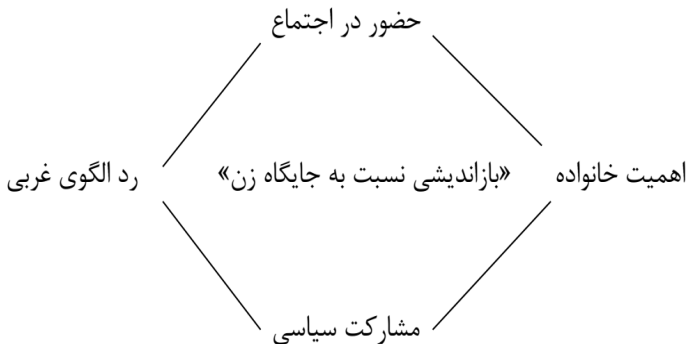 حضور در اجتماع
اهمیت خانواده «بازاندیشی نسبت به جایگاه زن» رد الگوی غربی
مشارکت سیاسی